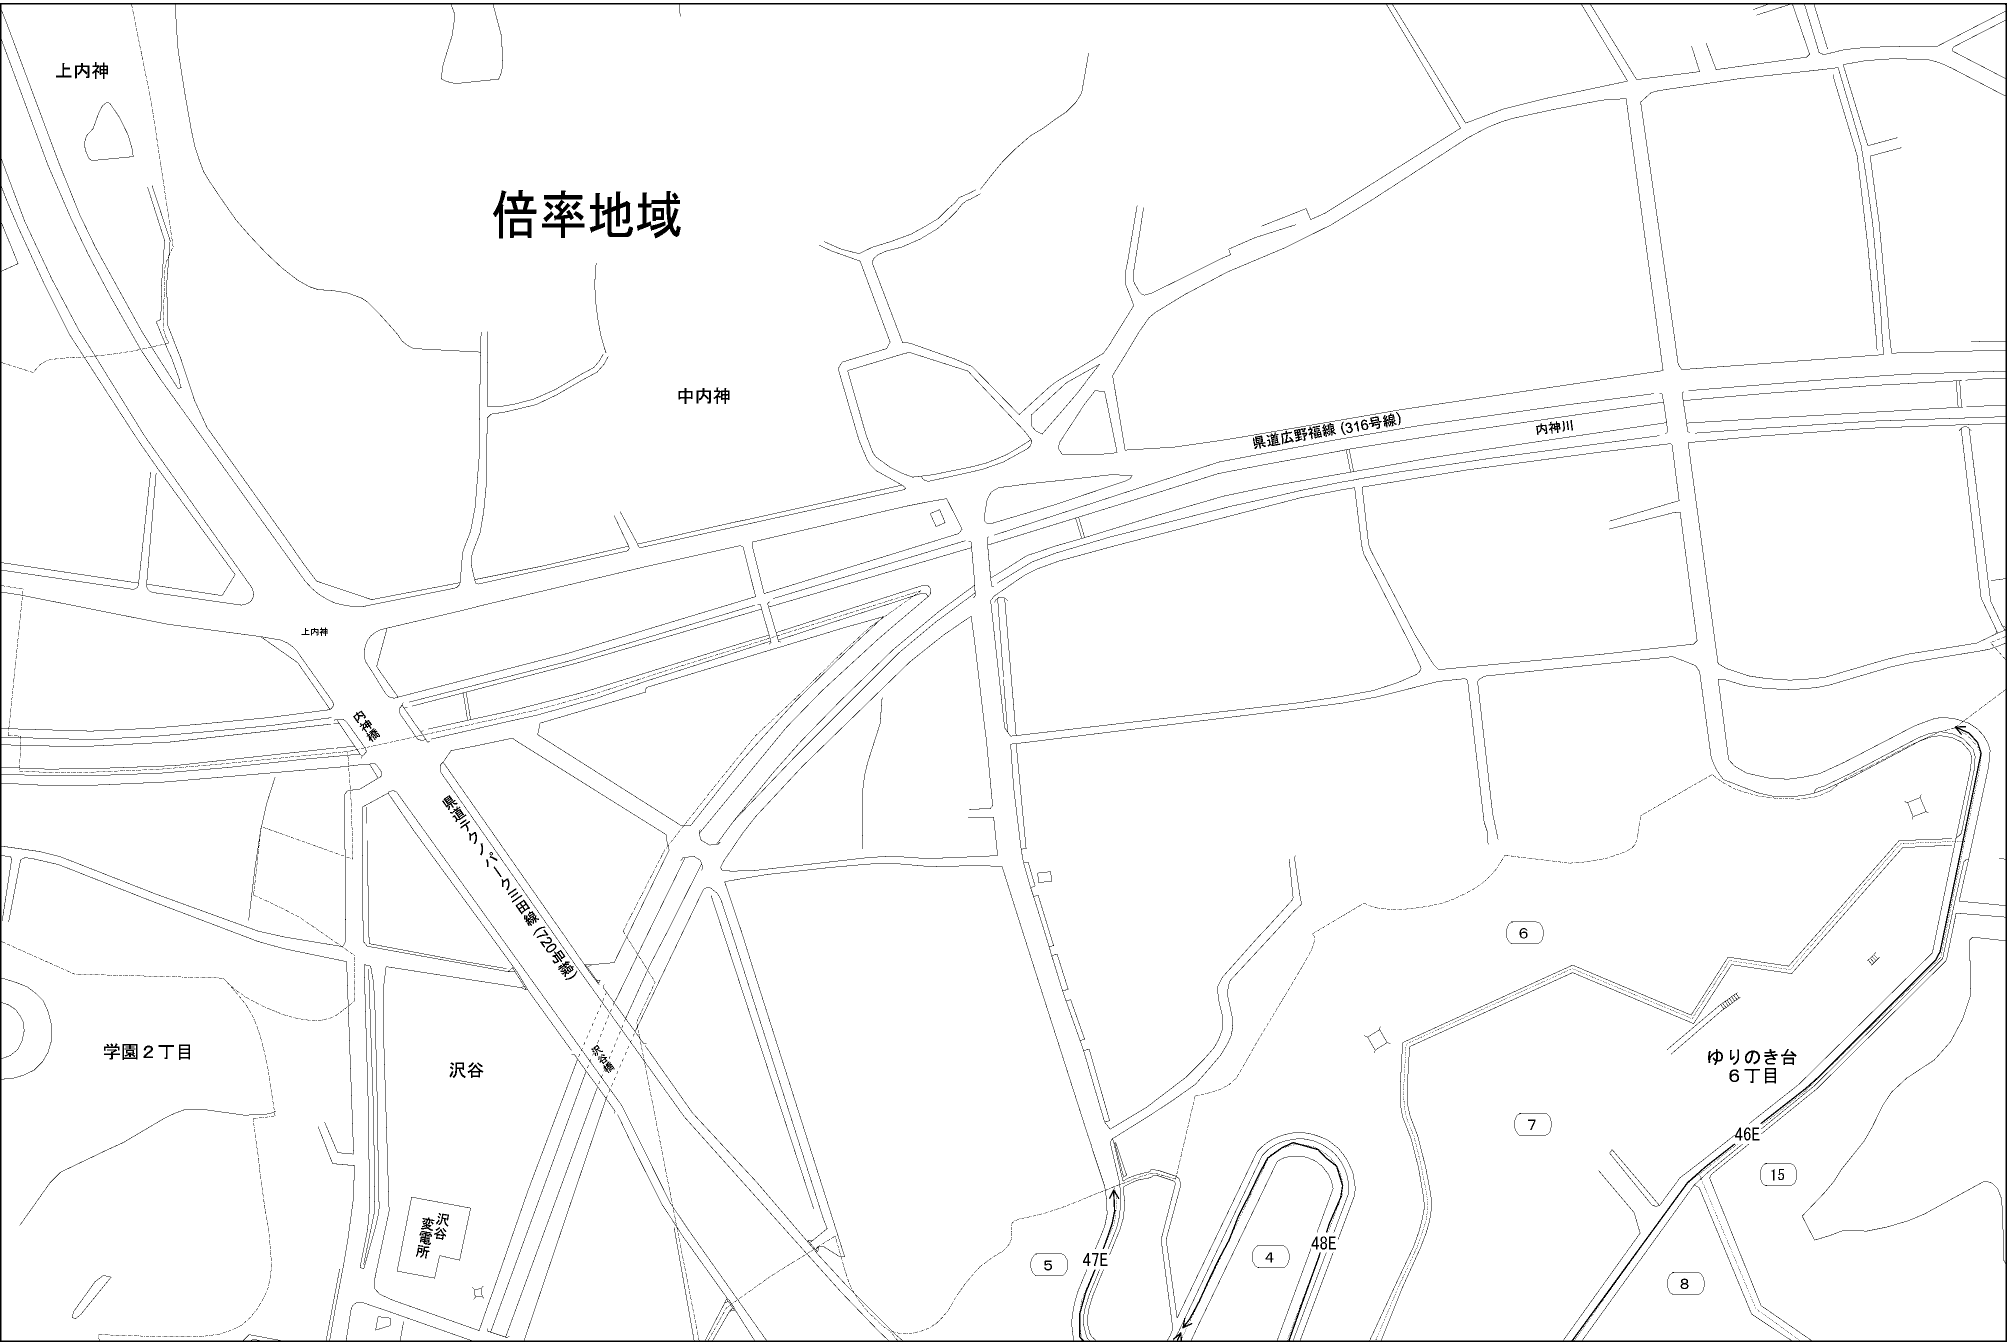 上内神
倍率地域
中内神
県道広野福線 (316号線)
内神川
上内神
内神橋
県道テクノパーク三田線 (720号線)
6
学園2丁目
沢谷
沢谷橋
ゆりのき台
6丁目
7
46E
15
沢谷
変電所
5
47E
4
48E
8